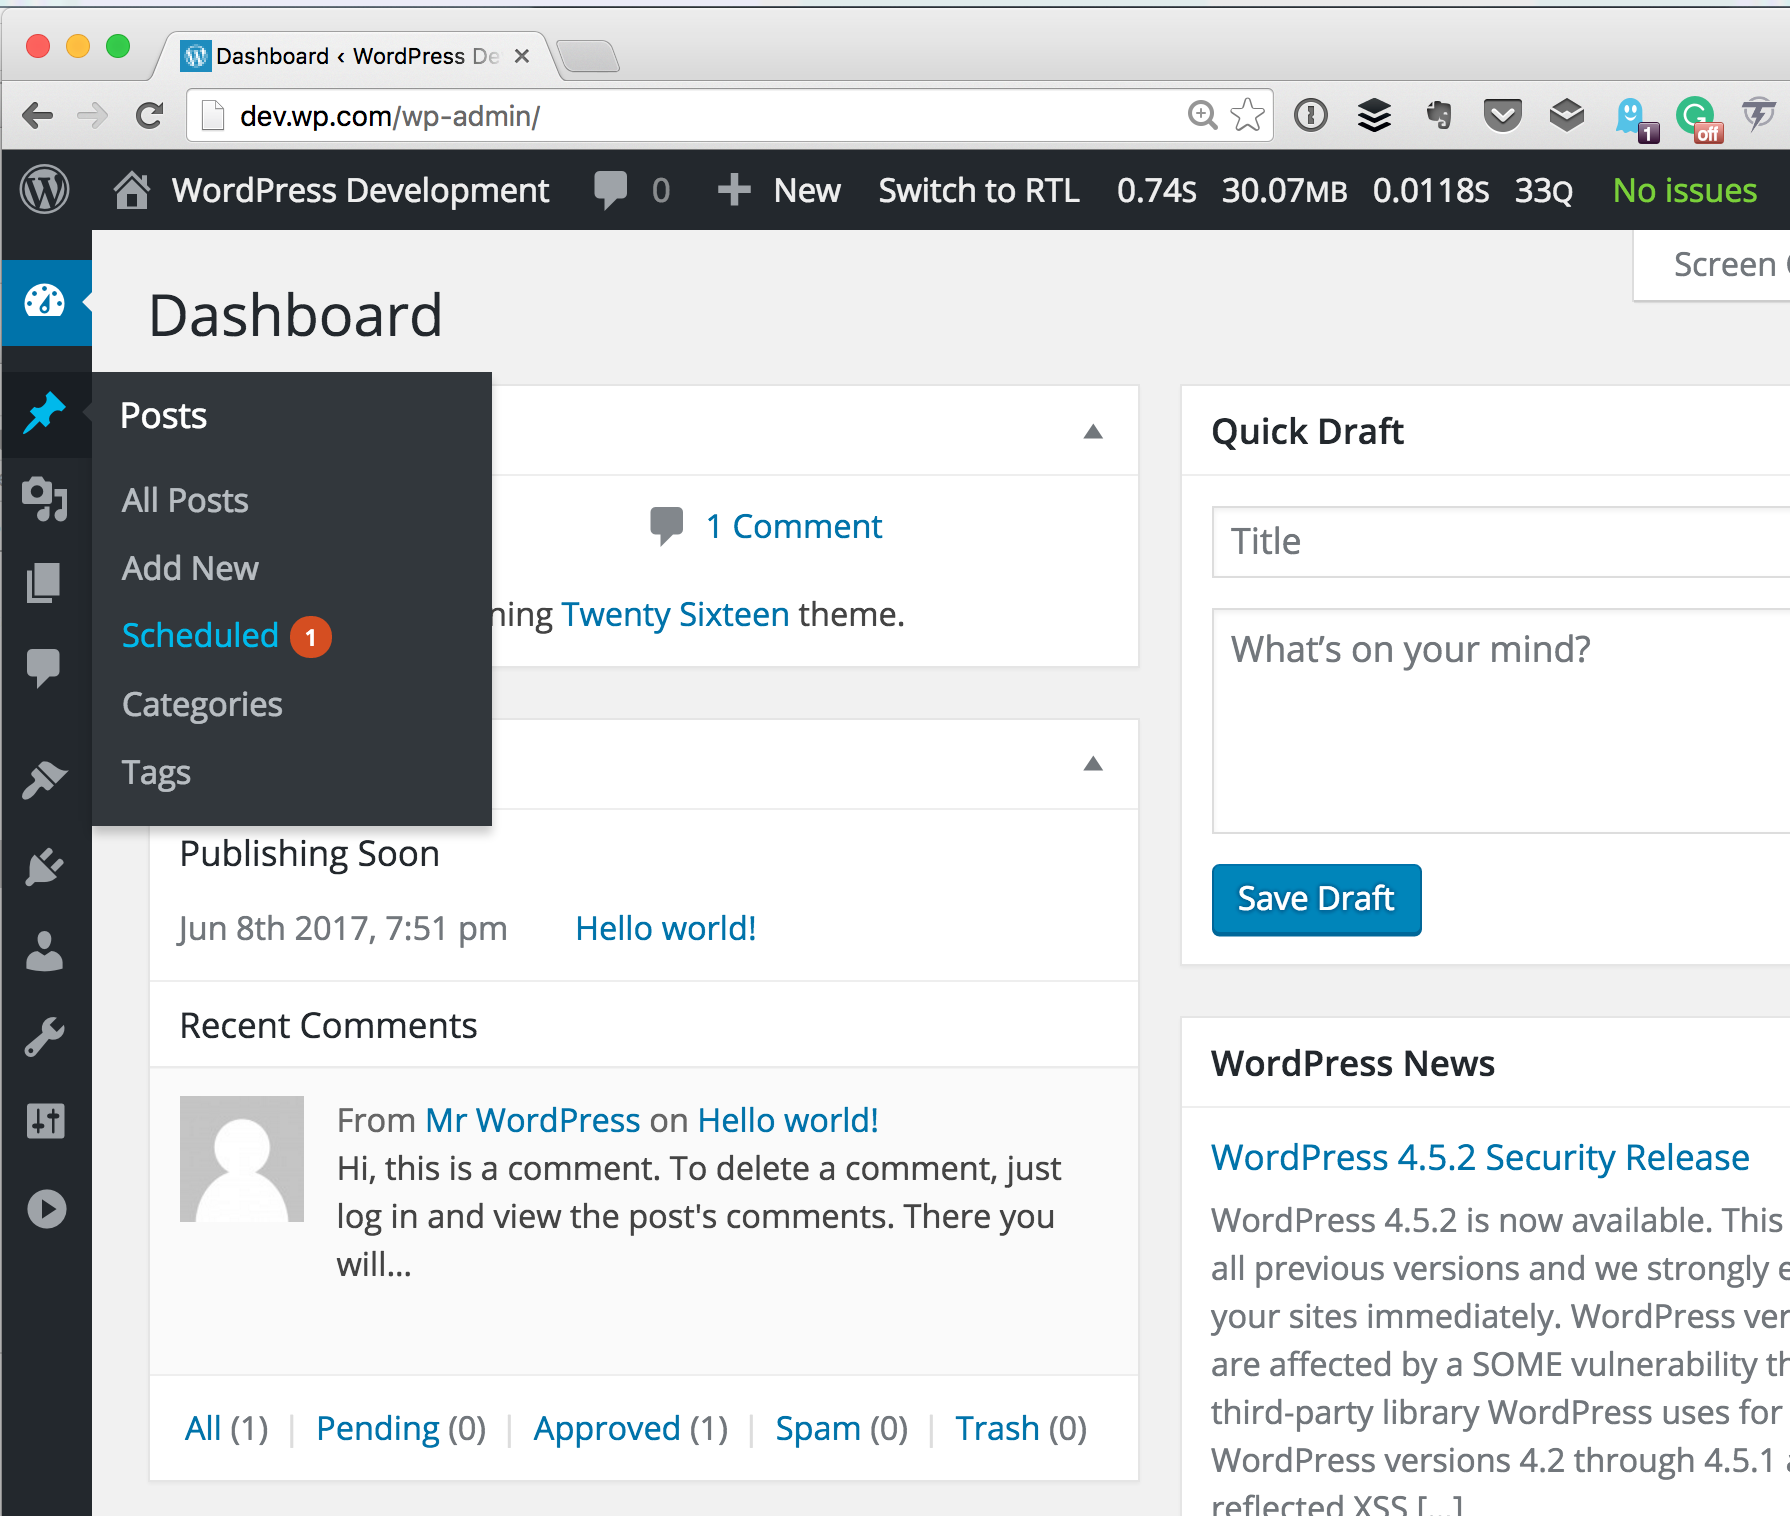 Dashboard ‹ WordPress De
dev.wp.com/wp-admin/
1
off
WordPress Development 0 New Switch to RTL 0.74S 30.07MB 0.0118S 33Q No issues
Screen
Dashboard
Posts
All Posts
Add New
Scheduled 1
Categories
Tags
1 Comment
ning Twenty Sixteen theme.
Publishing Soon
Jun 8th 2017, 7:51 pm Hello world!
Recent Comments
From Mr WordPress on Hello world!
Hi, this is a comment. To delete a comment, just
log in and view the post's comments. There you
will...
All (1) | Pending (0) | Approved (1) | Spam (0) | Trash (0)
Quick Draft
Title
What’s on your mind?
Save Draft
WordPress News
WordPress 4.5.2 Security Release
WordPress 4.5.2 is now available. This
all previous versions and we strongly e
your sites immediately. WordPress ver
are affected by a SOME vulnerability th
third-party library WordPress uses for
WordPress versions 4.2 through 4.5.1 a
reflected XSS [...]